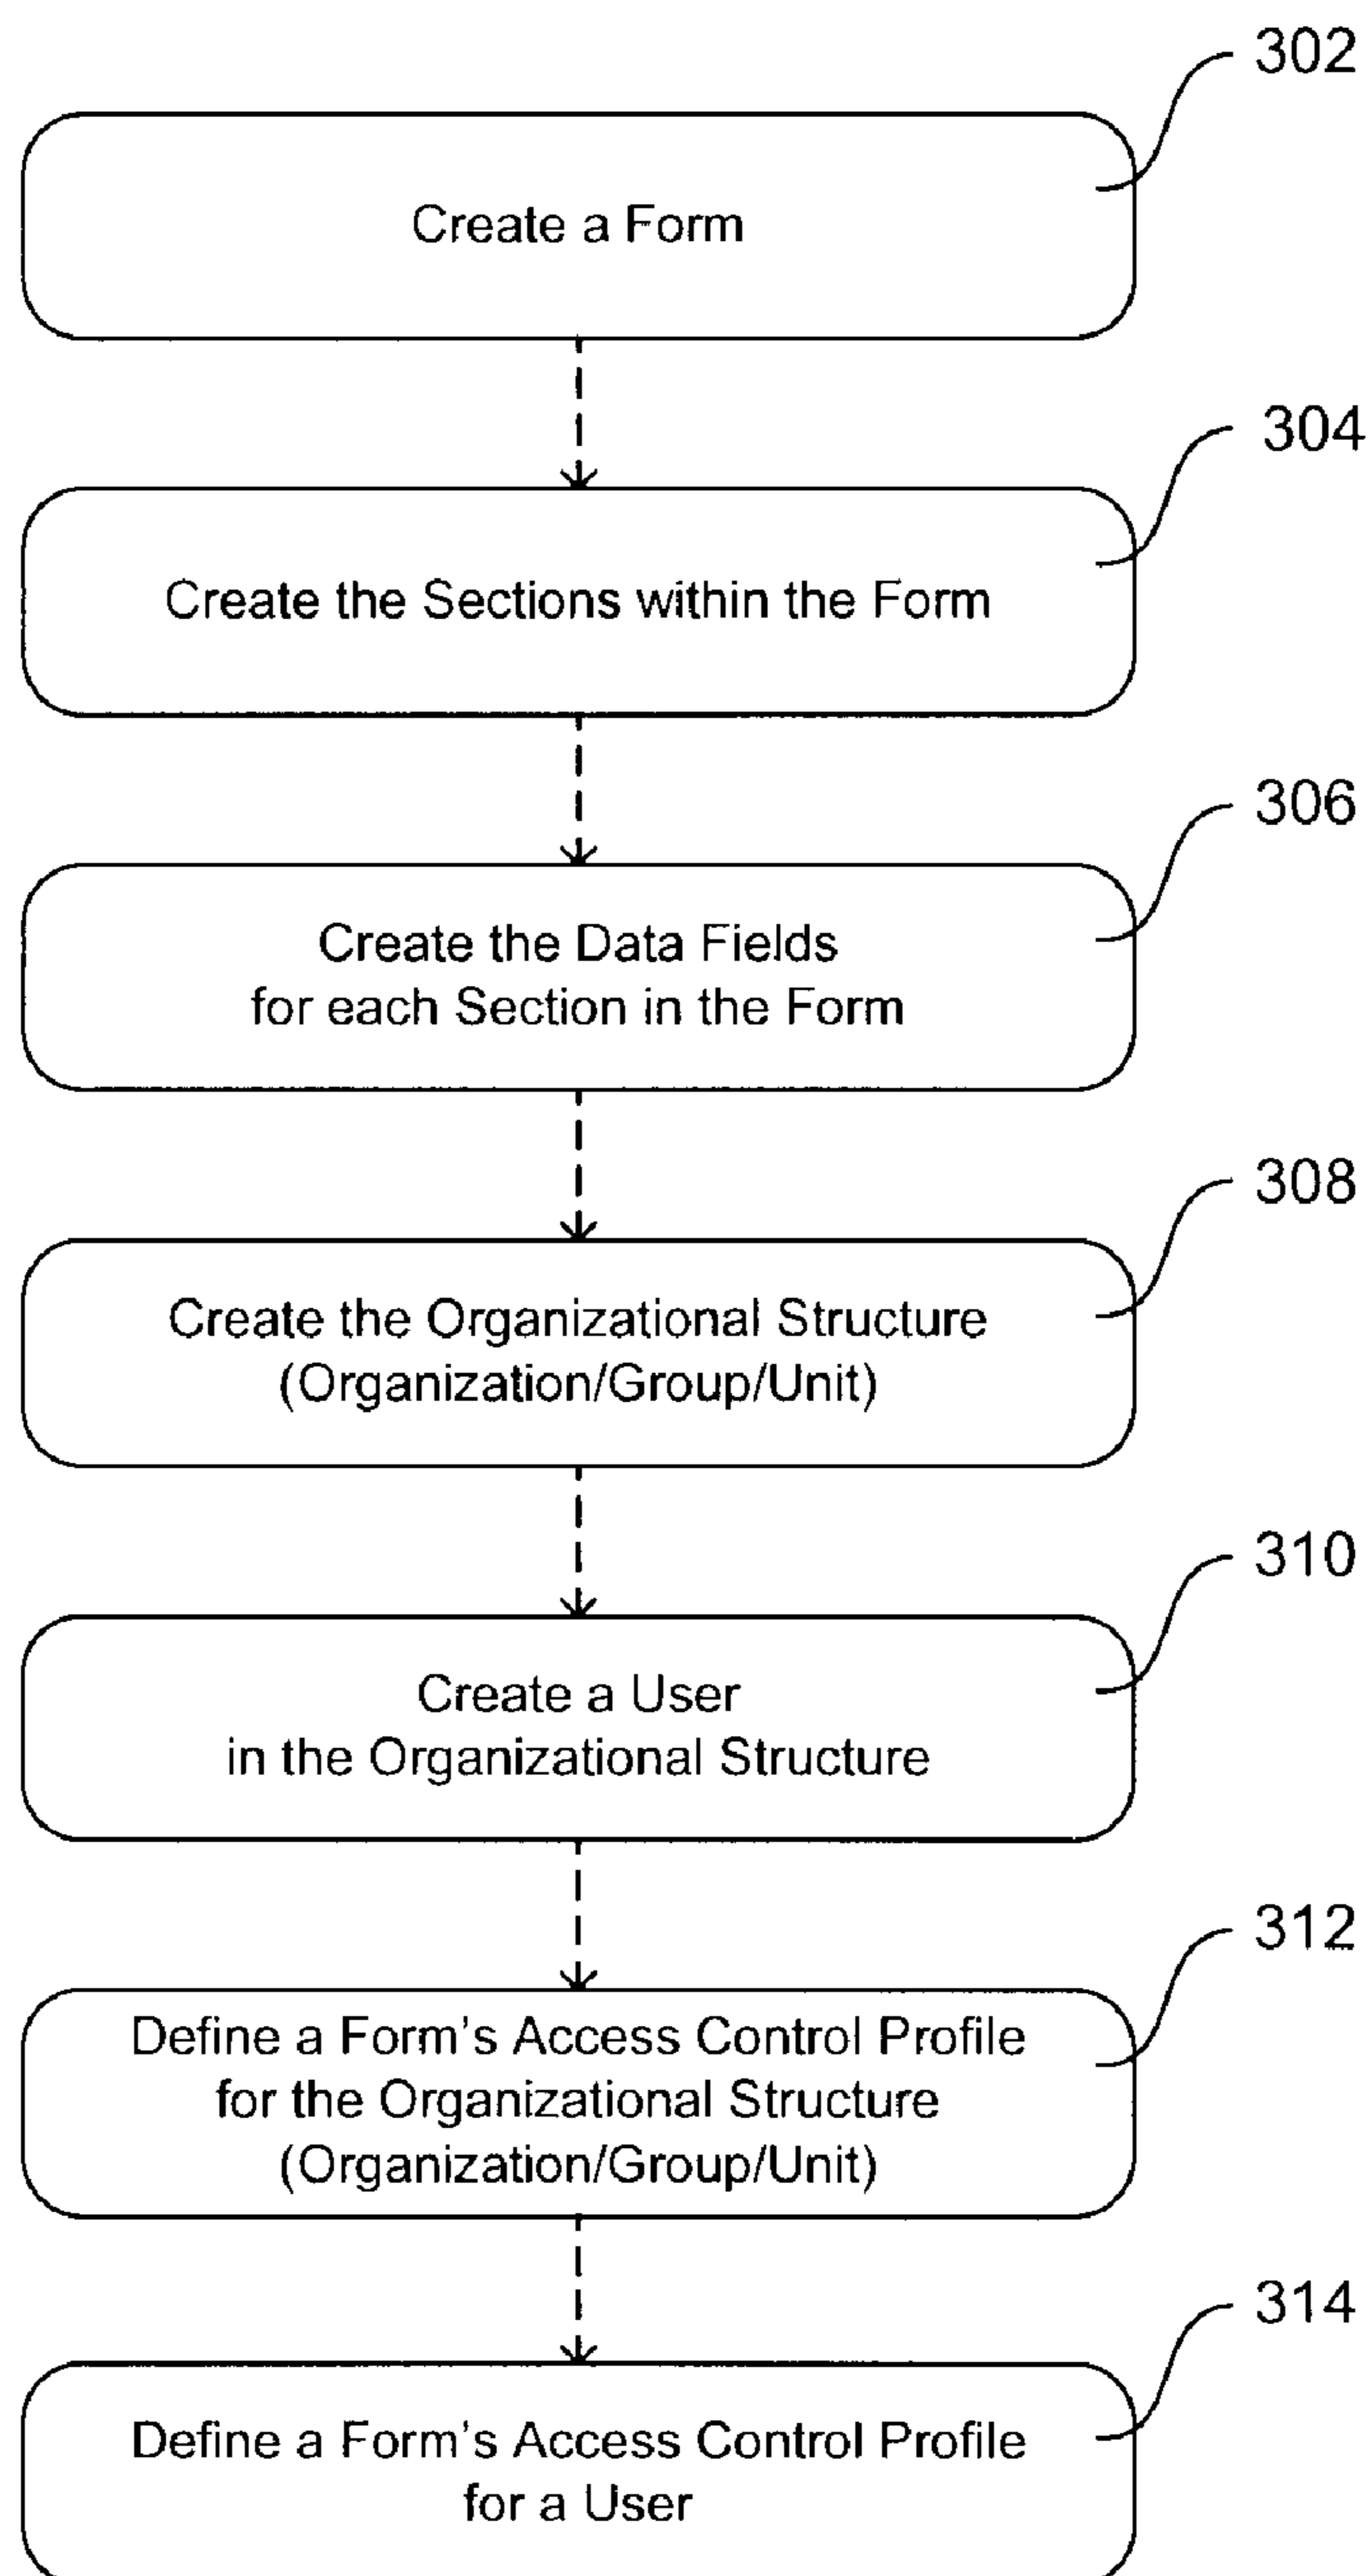 302
Create a Form
304
Create the Sections within the Form
306
Create the Data Fields
for each Section in the Form
308
Create the Organizational Structure
(Organization/Group/Unit)
310
Create a User
in the Organizational Structure
312
Define a Form's Access Control Profile
for the Organizational Structure
(Organization/Group/Unit)
314
Define a Form's Access Control Profile
for a User